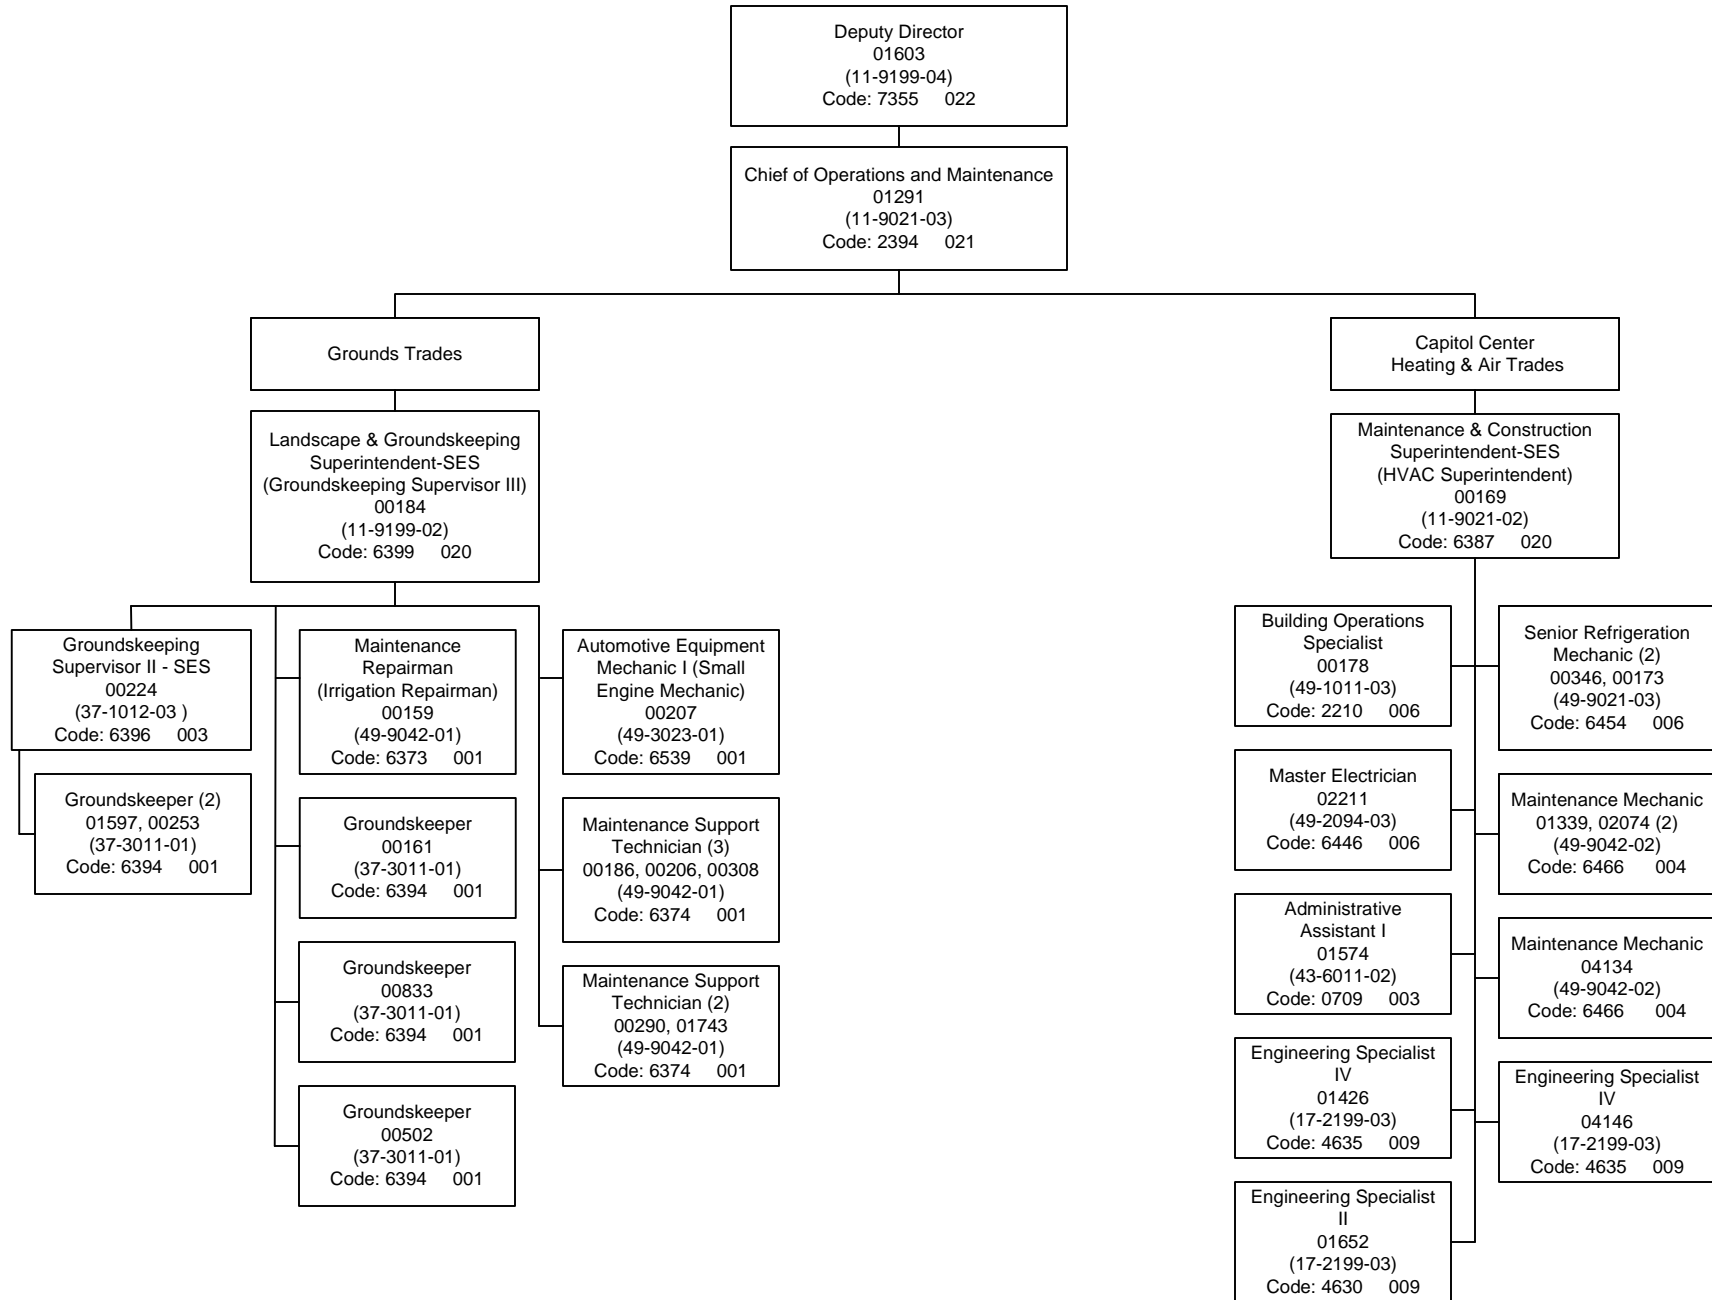 Deputy Director
01603
(11-9199-04)
Code: 7355 022
Chief of Operations and Maintenance
01291
(11-9021-03)
Code: 2394 021
Grounds Trades
Landscape & Groundskeeping
Superintendent-SES
(Groundskeeping Supervisor III)
00184
(11-9199-02)
Code: 6399 020
Groundskeeping
Supervisor II - SES
00224
(37-1012-03 )
Code: 6396 003
Groundskeeper (2)
01597, 00253
(37-3011-01)
Code: 6394 001
Maintenance
Repairman
(Irrigation Repairman)
00159
(49-9042-01)
Code: 6373 001
Groundskeeper
00161
(37-3011-01)
Code: 6394 001
Groundskeeper
00833
(37-3011-01)
Code: 6394 001
Groundskeeper
00502
(37-3011-01)
Code: 6394 001
Automotive Equipment
Mechanic I (Small
Engine Mechanic)
00207
(49-3023-01)
Code: 6539 001
Maintenance Support
Technician (3)
00186, 00206, 00308
(49-9042-01)
Code: 6374 001
Maintenance Support
Technician (2)
00290, 01743
(49-9042-01)
Code: 6374 001
Capitol Center
Heating & Air Trades
Maintenance & Construction
Superintendent-SES
(HVAC Superintendent)
00169
(11-9021-02)
Code: 6387 020
Building Operations
Specialist
00178
(49-1011-03)
Code: 2210 006
Master Electrician
02211
(49-2094-03)
Code: 6446 006
Administrative
Assistant I
01574
(43-6011-02)
Code: 0709 003
Engineering Specialist
IV
01426
(17-2199-03)
Code: 4635 009
Engineering Specialist
II
01652
(17-2199-03)
Code: 4630 009
Senior Refrigeration
Mechanic (2)
00346, 00173
(49-9021-03)
Code: 6454 006
Maintenance Mechanic
01339, 02074 (2)
(49-9042-02)
Code: 6466 004
Maintenance Mechanic
04134
(49-9042-02)
Code: 6466 004
Engineering Specialist
IV
04146
(17-2199-03)
Code: 4635 009